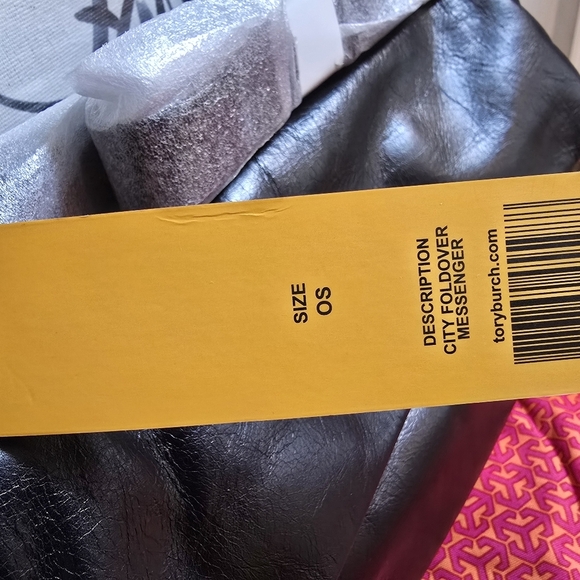 SIZE
OS
DESCRIPTION
CITY FOLDOVER
MESSENGER
toryburch.com